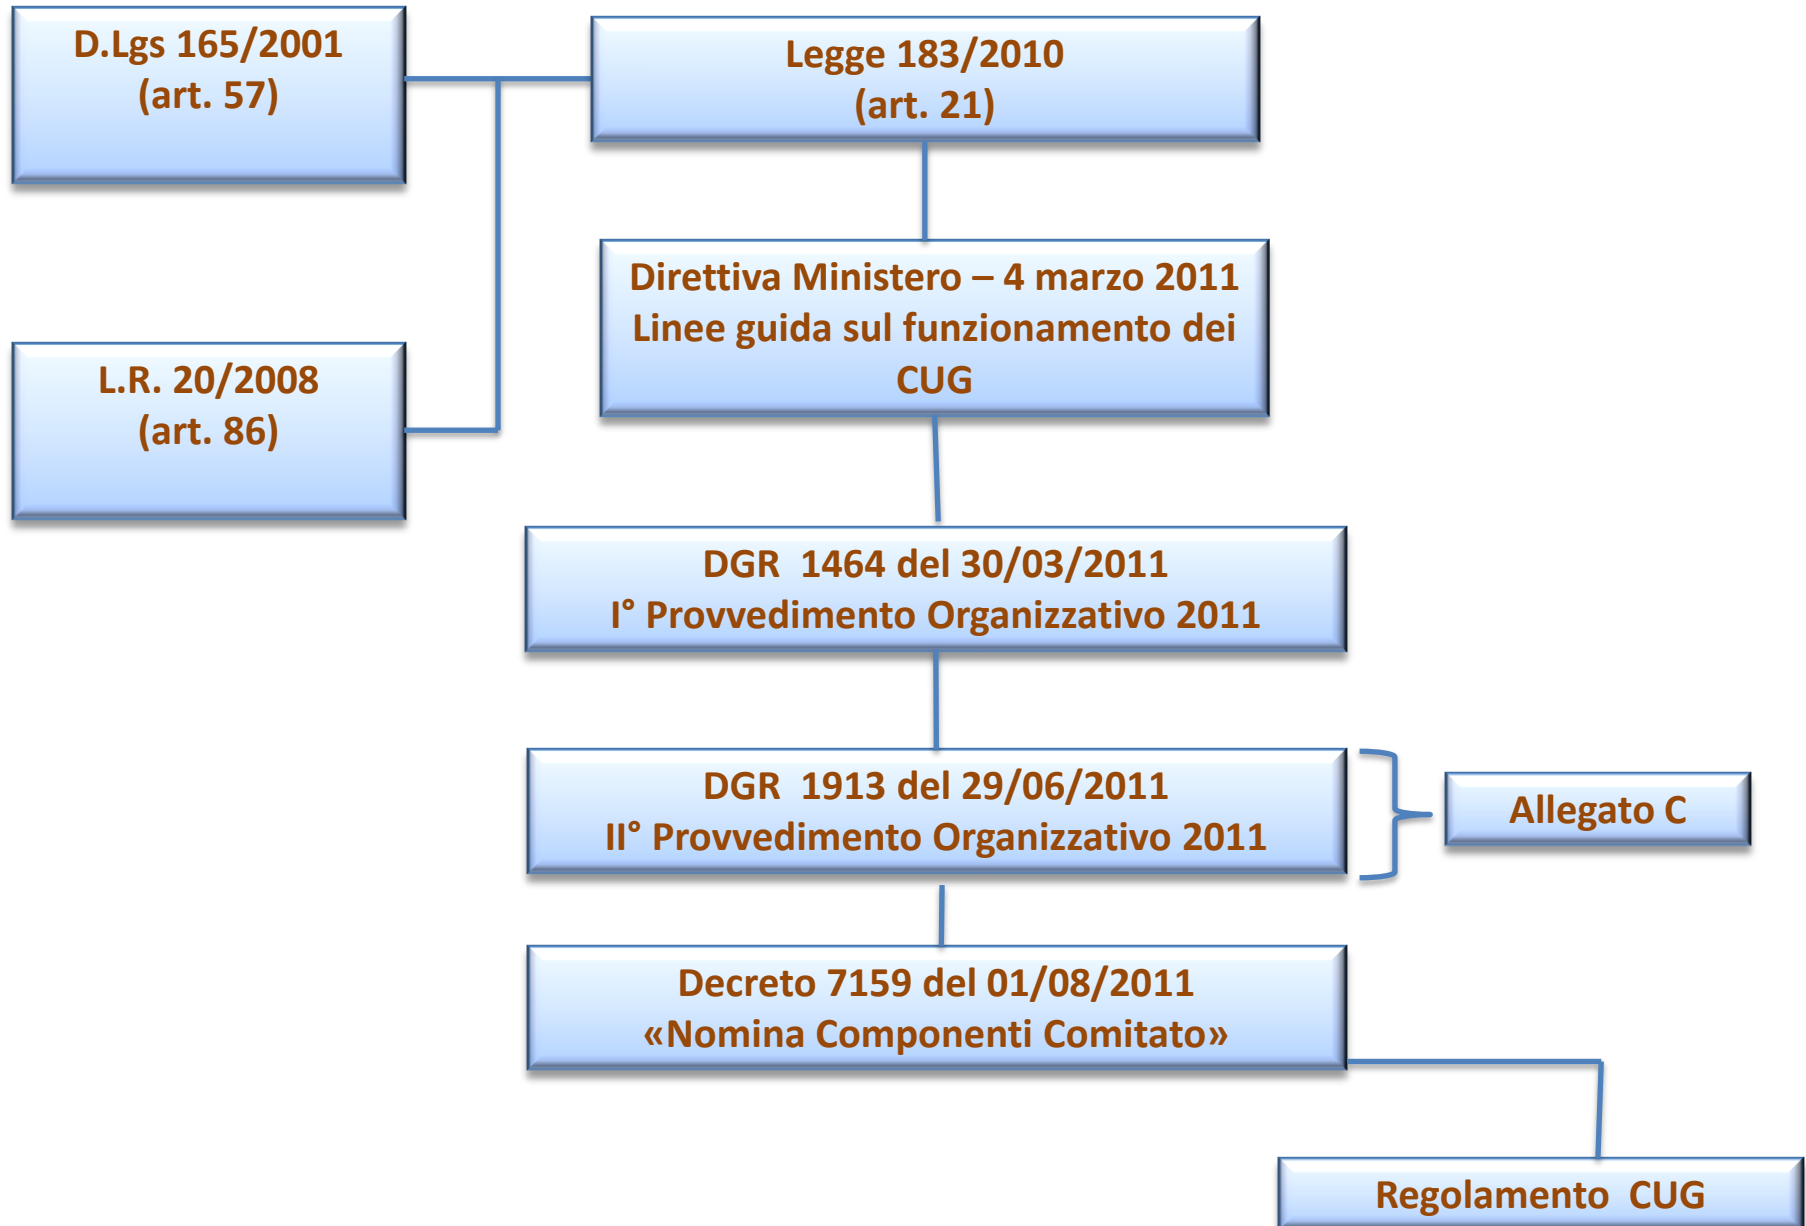 D.Lgs 165/2001
(art. 57)
Legge 183/2010
(art. 21)
Direttiva Ministero – 4 marzo 2011
Linee guida sul funzionamento dei
CUG
L.R. 20/2008
(art. 86)
DGR 1464 del 30/03/2011
I° Provvedimento Organizzativo 2011
DGR 1913 del 29/06/2011
II° Provvedimento Organizzativo 2011
Allegato C
Decreto 7159 del 01/08/2011
«Nomina Componenti Comitato»
Regolamento CUG